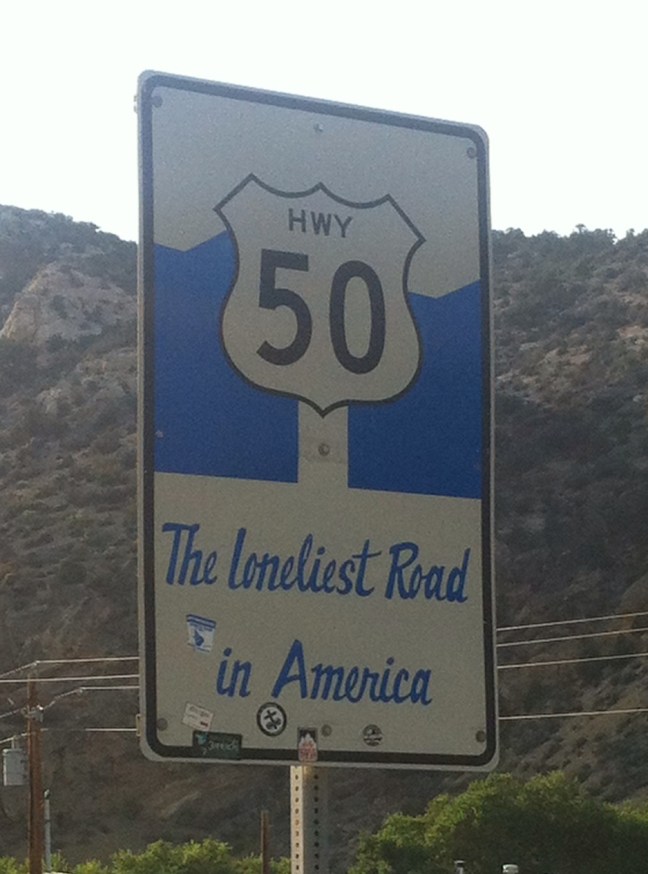 HWY
50
The Loneliest Road
in America